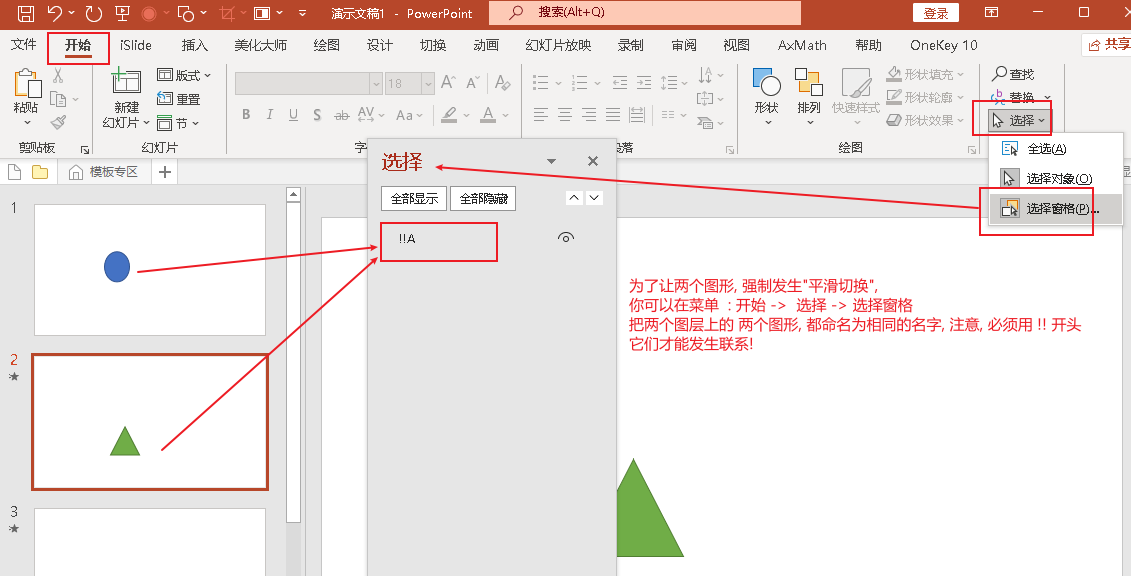 演示文稿1 - PowerPoint
搜索(Alt+Q)
登录
文件 开始 iSlide 插入 美化大师 绘图 设计 切换 动画 幻灯片放映 录制 审阅 视图 AxMath 帮助 OneKey 10 共享
粘贴
新建
幻灯片
版式
重置
节
18
B I U S ab AV Aa A
形状
排列
快速样式
形状填充
形状轮廓
形状效果
查找
替换
选择
剪贴板 幻灯片 字 段落 绘图
全选(A)
选择对象(O)
选择窗格(P)...
模板专区
选择
全部显示 全部隐藏
!!A
1
2
3
为了让两个图形, 强制发生"平滑切换",
你可以在菜单 : 开始 -> 选择 -> 选择窗格
把两个图层上的 两个图形, 都命名为相同的名字, 注意, 必须用 !! 开头
它们才能发生联系!